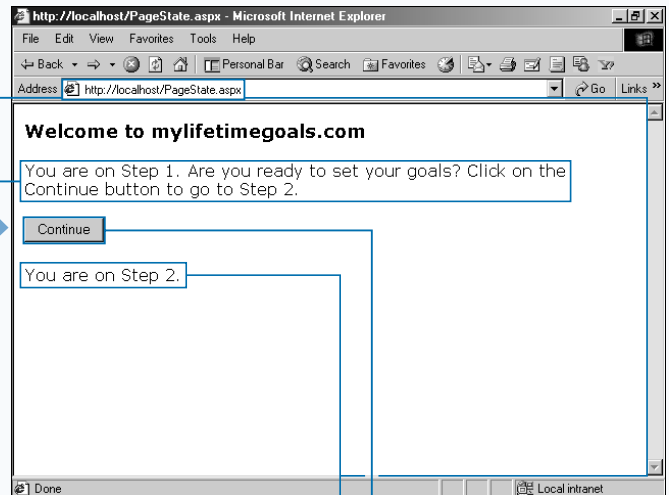 http://localhost/PageState.aspx - Microsoft Internet Explorer
File Edit View Favorites Tools Help
Back Personal Bar Search Favorites
Address http://localhost/PageState.aspx Go Links »
Welcome to mylifetimegoals.com
You are on Step 1. Are you ready to set your goals? Click on the
Continue button to go to Step 2.
Continue
You are on Step 2.
Done Local intranet